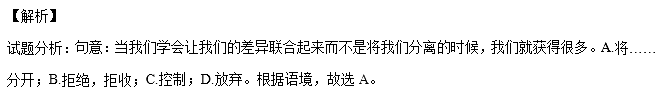 【解析】
试题分析：句意：当我们学会让我们的差异联合起来而不是将我们分离的时候，我们就获得很多。A.将……
分开；B.拒绝，拒收；C.控制；D.放弃。根据语境，故选 A。